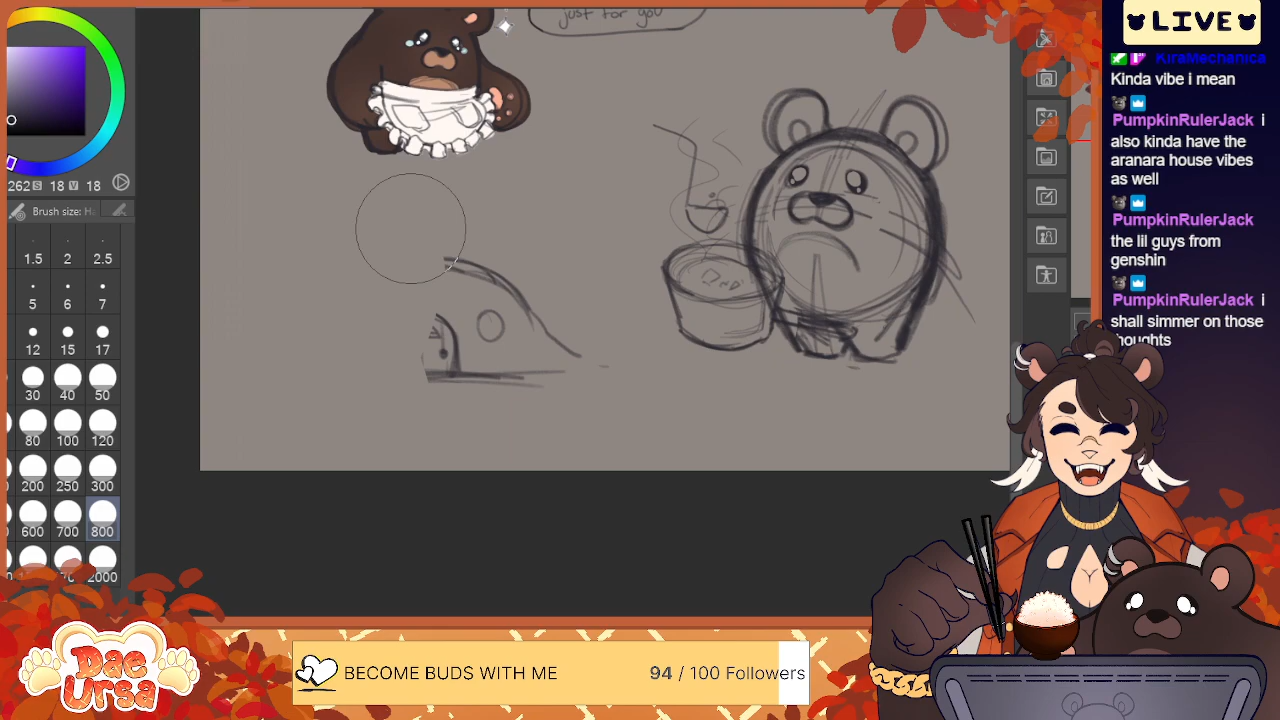 just for you
LIVE
KiraMechanica
Kinda vibe i mean
PumpkinRulerJack i
also kinda have the
aranara house vibes
as well
PumpkinRulerJack
the lil guys from
genshin
PumpkinRulerJack i
shall simmer on those
thoughts
262 S 18 V 18
Brush size:
1.5 2 2.5
5 6 7
12 15 17
30 40 50
80 100 120
200 250 300
600 700 800
2000
Dae
Ursa
BECOME BUDS WITH ME
94 / 100 Followers